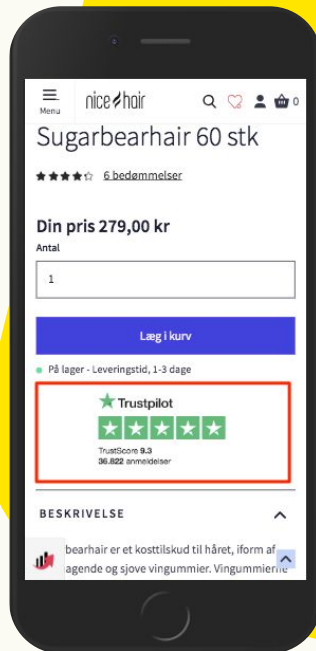 Menu
nice hair
0
Sugarbearhair 60 stk
6 bedømmelser
Din pris 279,00 kr
Antal
1
Læg i kurv
På lager - Leveringstid, 1-3 dage
Trustpilot
TrustScore 9.3
36.822 anmeldelser
BESKRIVELSE
bearhair er et kosttilskud til håret, iform af
agende og sjove vingummier. Vingummierne